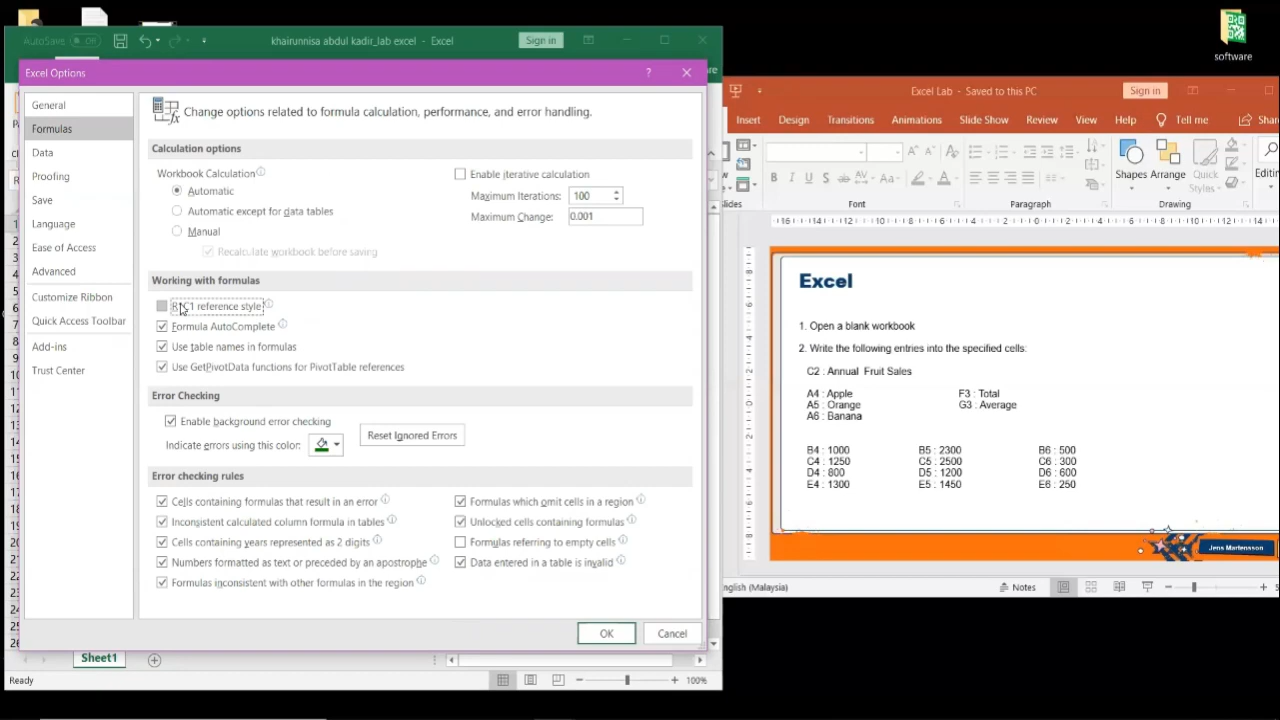 AutoSave Off
khairunnisa abdul kadir_lab excel - Excel
Sign in
Excel Options
?
General
Formulas
Data
Proofing
Save
Language
Ease of Access
Advanced
Customize Ribbon
Quick Access Toolbar
Add-ins
Trust Center
Change options related to formula calculation, performance, and error handling.
Calculation options
Workbook Calculation
Automatic
Automatic except for data tables
Manual
Recalculate workbook before saving
Enable iterative calculation
Maximum Iterations: 100
Maximum Change: 0.001
Working with formulas
R1C1 reference style
Formula AutoComplete
Use table names in formulas
Use GetPivotData functions for PivotTable references
Error Checking
Enable background error checking
Indicate errors using this color:
Reset Ignored Errors
Error checking rules
Cells containing formulas that result in an error
Inconsistent calculated column formula in tables
Cells containing years represented as 2 digits
Numbers formatted as text or preceded by an apostrophe
Formulas inconsistent with other formulas in the region
Formulas which omit cells in a region
Unlocked cells containing formulas
Formulas referring to empty cells
Data entered in a table is invalid
OK
Cancel
Sheet1
Ready
100%
software
Excel Lab - Saved to this PC
Sign in
Insert
Design
Transitions
Animations
Slide Show
Review
View
Help
Tell me
Shapes
Arrange
Quick
Styles
Font
Paragraph
Drawing
Excel
1. Open a blank workbook
2. Write the following entries into the specified cells:
C2 : Annual Fruit Sales
A4 : Apple
A5 : Orange
A6 : Banana
F3 : Total
G3 : Average
B4 : 1000
C4 : 1250
D4 : 800
E4 : 1300
B5 : 2300
C5 : 2500
D5 : 1200
E5 : 1450
B6 : 500
C6 : 300
D6 : 600
E6 : 250
Jens Martensson
Notes